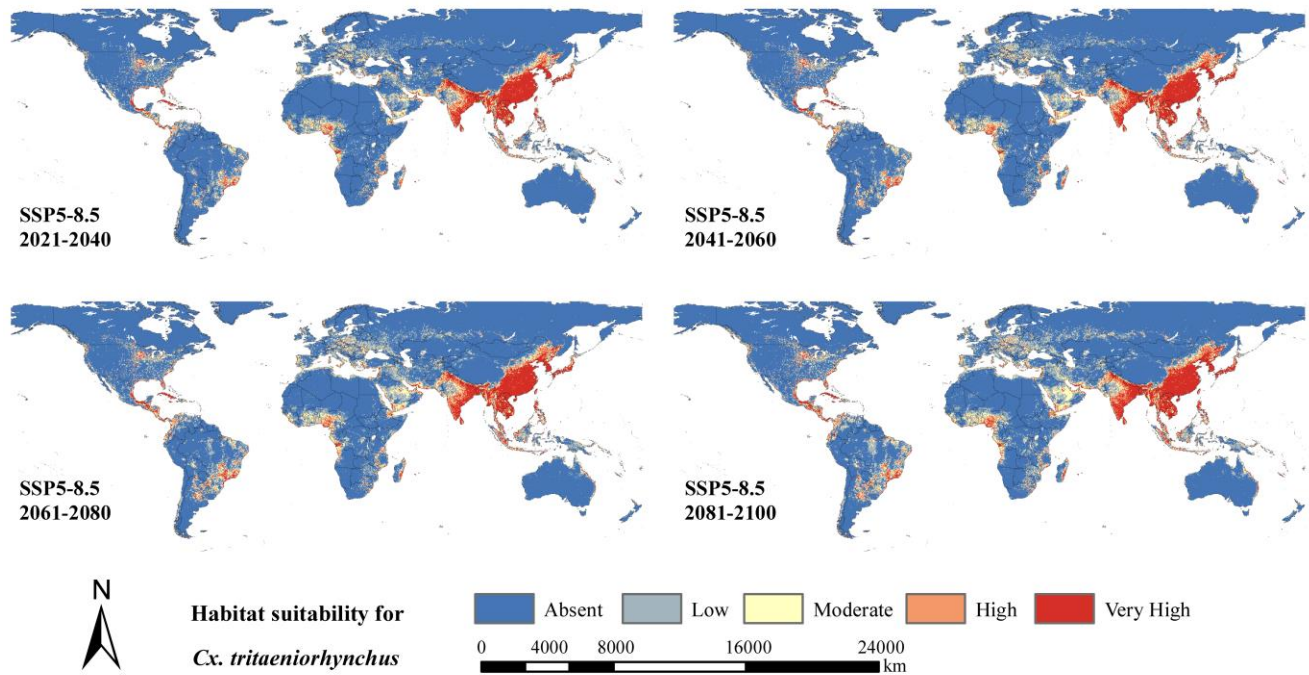 SSP5-8.5
2021-2040
SSP5-8.5
2041-2060
SSP5-8.5
2061-2080
SSP5-8.5
2081-2100
N
Habitat suitability for
Cx. tritaeniorhynchus
Absent Low Moderate High Very High
0 4000 8000 16000 24000
km